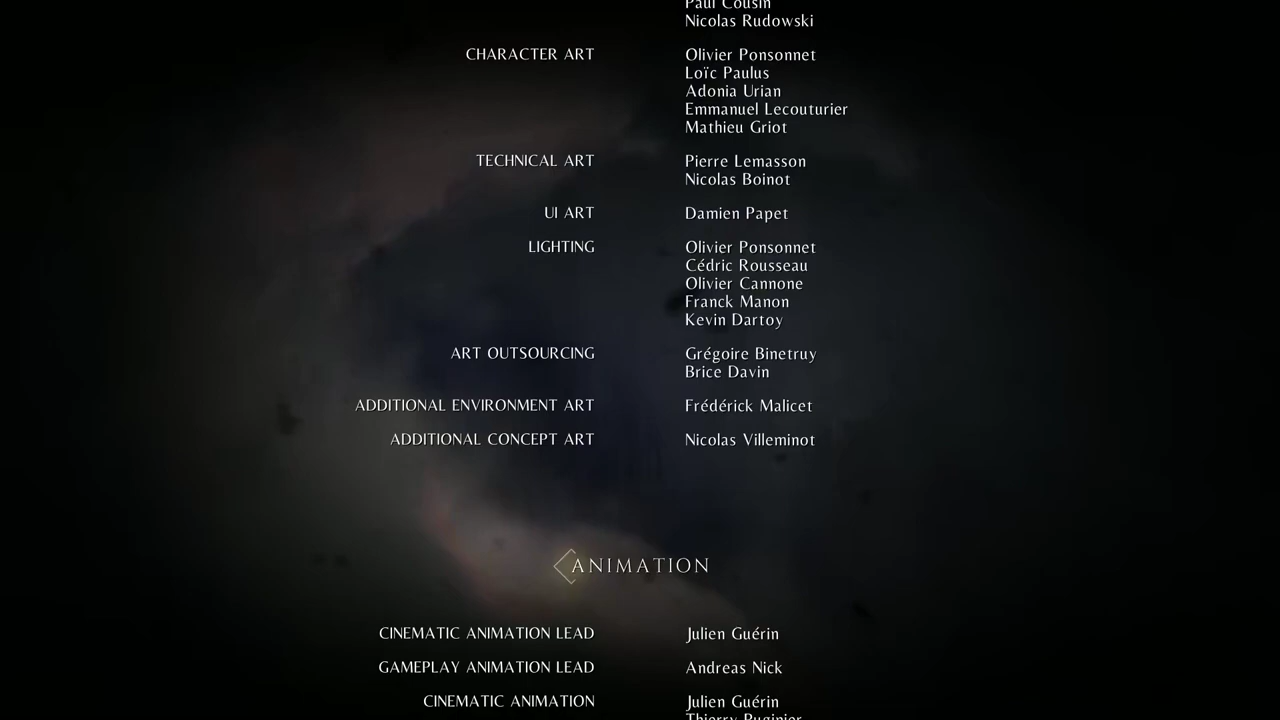 Paul Cousin
Nicolas Rudowski
CHARACTER ART Olivier Ponsonnet
Loïc Paulus
Adonia Urian
Emmanuel Lecouturier
Mathieu Griot
TECHNICAL ART Pierre Lemasson
Nicolas Boinot
UI ART Damien Papet
LIGHTING Olivier Ponsonnet
Cédric Rousseau
Olivier Cannone
Franck Manon
Kevin Dartoy
ART OUTSOURCING Grégoire Binetruy
Brice Davin
ADDITIONAL ENVIRONMENT ART Frédérick Malicet
ADDITIONAL CONCEPT ART Nicolas Villeminot
ANIMATION
CINEMATIC ANIMATION LEAD Julien Guérin
GAMEPLAY ANIMATION LEAD Andreas Nick
CINEMATIC ANIMATION Julien Guérin
Thierry